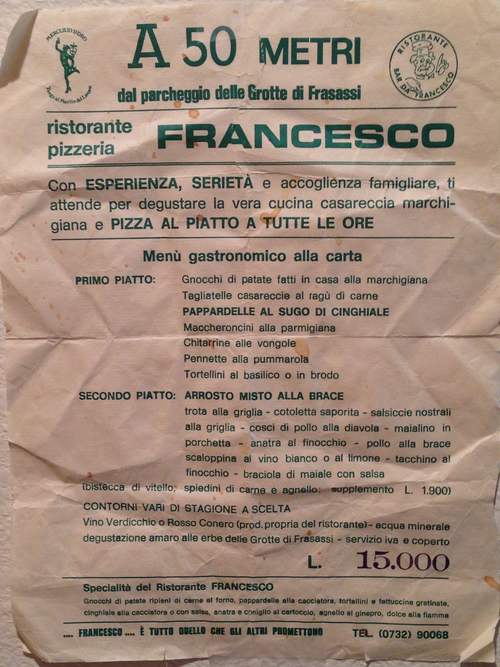 A 50 METRI
dal parcheggio delle Grotte di Frasassi
RISTORANTE
BAR DA FRANCESCO
ristorante
pizzeria
FRANCESCO
Con ESPERIENZA, SERIETÀ e accoglienza famigliare, ti
attende per degustare la vera cucina casareccia marchi-
giana e PIZZA AL PIATTO A TUTTE LE ORE
Menù gastronomico alla carta
PRIMO PIATTO: Gnocchi di patate fatti in casa alla marchigiana
Tagliatelle casareccie al ragù di carne
PAPPARDELLE AL SUGO DI CINGHIALE
Maccheroncini alla parmigiana
Chitarrine alle vongole
Pennette alla pummarola
Tortellini al basilico o in brodo
SECONDO PIATTO: ARROSTO MISTO ALLA BRACE
trota alla griglia - cotoletta saporita - salsiccie nostrali
alla griglia - cosci di pollo alla diavola - maialino in
porchetta - anatra al finocchio - pollo alla brace
scaloppina al vino bianco o al limone - tacchino al
finocchio - braciola di maiale con salsa
(bistecca di vitello, spiedini di carne e agnello: supplemento L. 1.900)
CONTORNI VARI DI STAGIONE A SCELTA
Vino Verdicchio o Rosso Conero (prod. propria del ristorante) - acqua minerale
degustazione amaro alle erbe delle Grotte di Frasassi - servizio iva e coperto
L. 15.000
Specialità del Ristorante FRANCESCO
Gnocchi di patate ripieni di carne al forno, pappardelle alla cacciatora, tortellini e fettuccine gratinate,
cinghiale alla cacciatora o con salsa, anatra e coniglio al cartoccio, agnello al ginepro, dolce alla fiamma
.... FRANCESCO .... È TUTTO QUELLO CHE GLI ALTRI PROMETTONO TEL. (0732) 90068